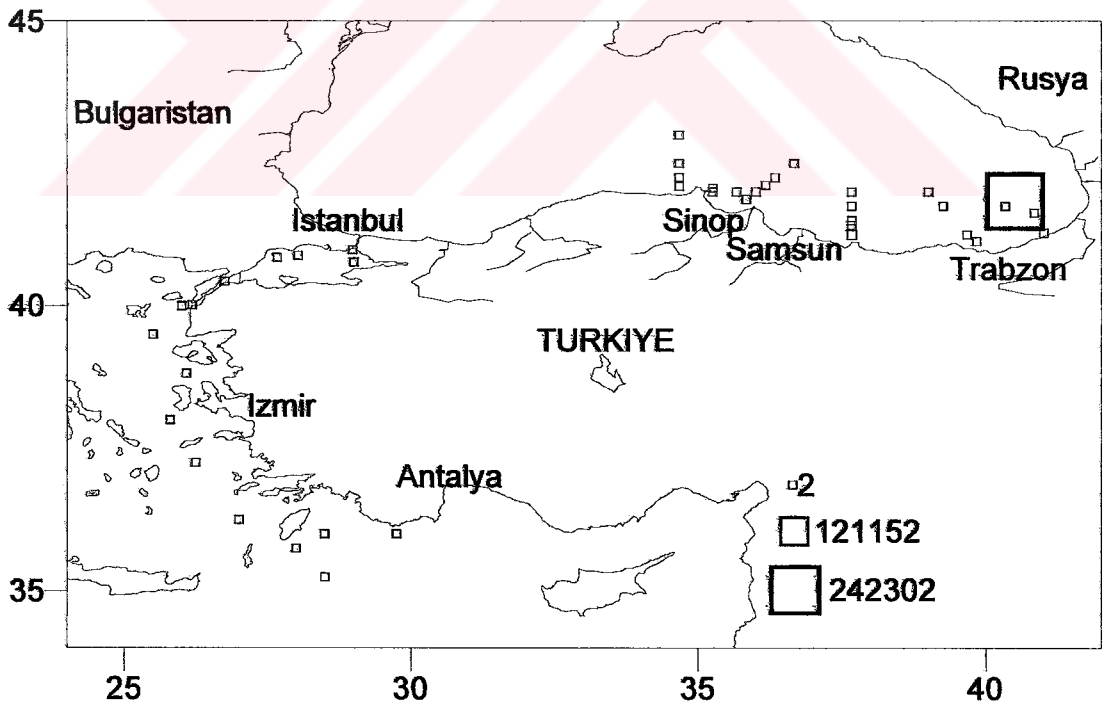 45
Rusya
Bulgaristan
Istanbul
Sinop
Samsun
Trabzon
40
TURKIYE
Izmir
Antalya
2
121152
242302
35
25 30 35 40